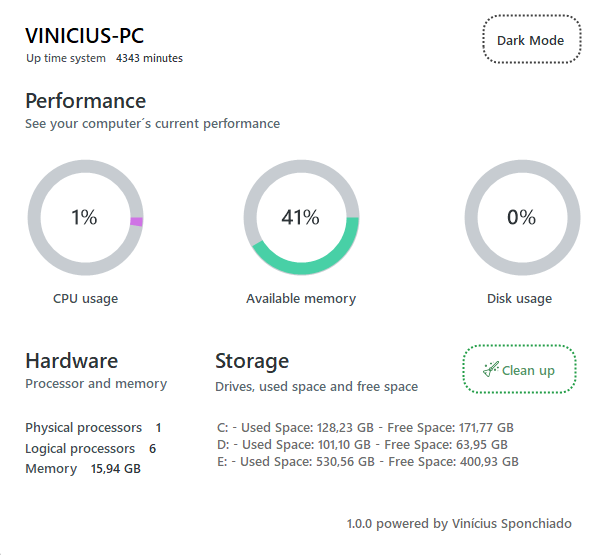 VINICIUS-PC
Dark Mode
Up time system 4343 minutes
Performance
See your computer´s current performance
1%
41%
0%
CPU usage
Available memory
Disk usage
Hardware
Processor and memory
Storage
Drives, used space and free space
Clean up
Physical processors 1
Logical processors 6
Memory 15,94 GB
C: - Used Space: 128,23 GB - Free Space: 171,77 GB
D: - Used Space: 101,10 GB - Free Space: 63,95 GB
E: - Used Space: 530,56 GB - Free Space: 400,93 GB
1.0.0 powered by Vinícius Sponchiado